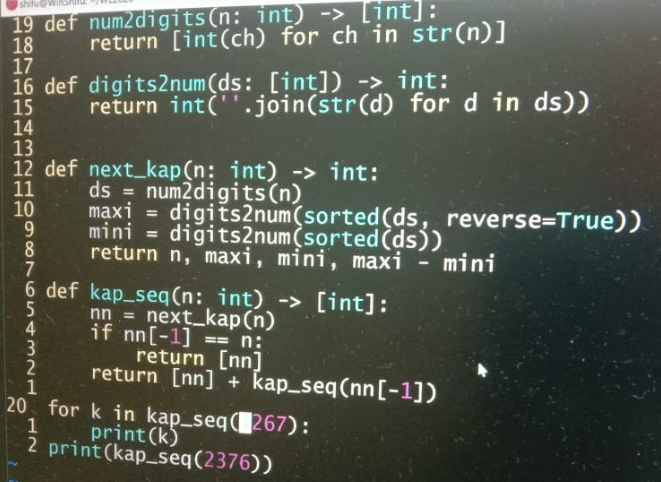 shifu@WinShifu: ~/WL2020
19 def num2digits(n: int) -> [int]:
18     return [int(ch) for ch in str(n)]
17
16 def digits2num(ds: [int]) -> int:
15     return int(''.join(str(d) for d in ds))
14
13
12 def next_kap(n: int) -> int:
11     ds = num2digits(n)
10     maxi = digits2num(sorted(ds, reverse=True))
9     mini = digits2num(sorted(ds))
8     return n, maxi, mini, maxi - mini
7
6 def kap_seq(n: int) -> [int]:
5     nn = next_kap(n)
4     if nn[-1] == n:
3         return [nn]
2     return [nn] + kap_seq(nn[-1])
1
20 for k in kap_seq( 267):
1     print(k)
2 print(kap_seq(2376))
~
~